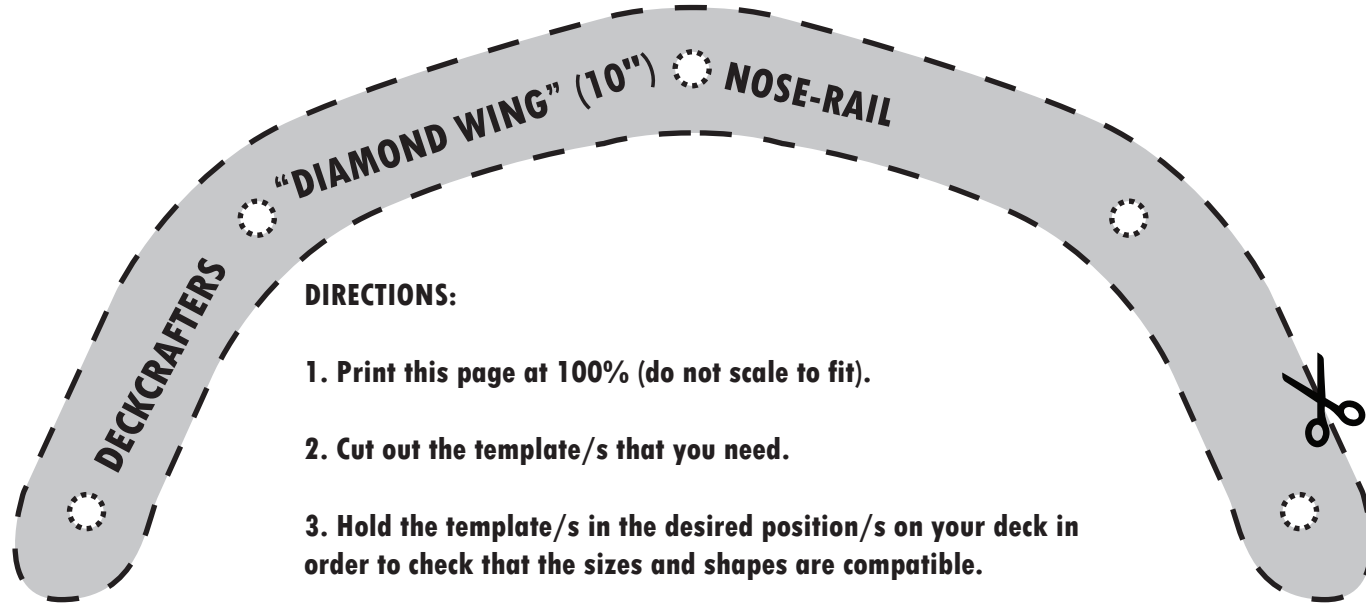 DECKCRAFTERS “DIAMOND WING” (10") NOSE-RAIL
DIRECTIONS:
1. Print this page at 100% (do not scale to fit).
2. Cut out the template/s that you need.
3. Hold the template/s in the desired position/s on your deck in
order to check that the sizes and shapes are compatible.